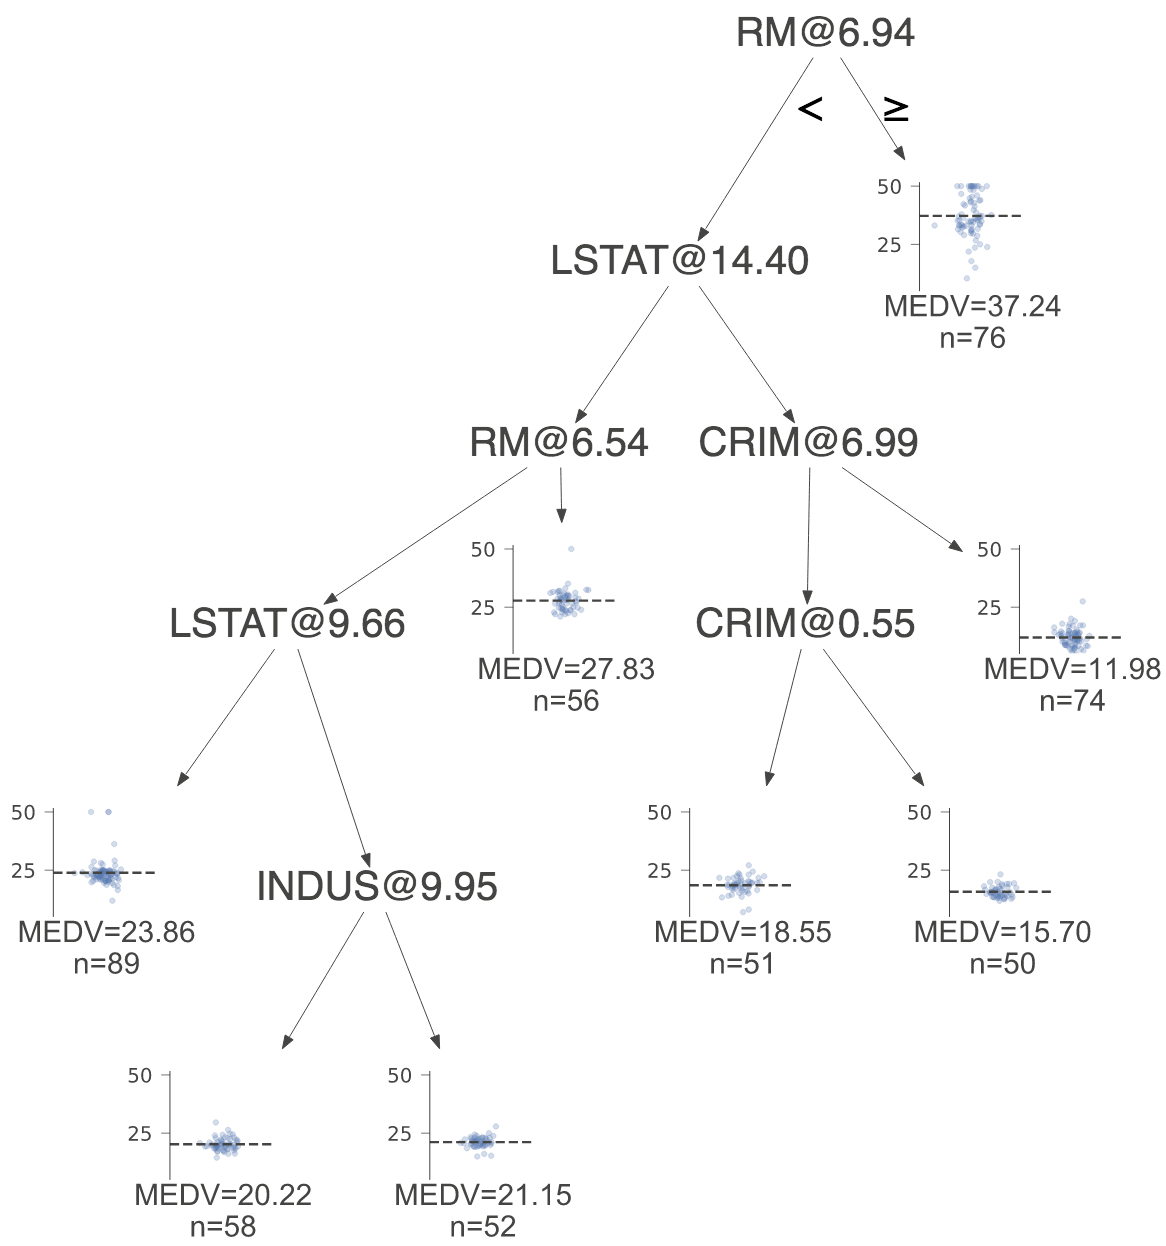 RM@6.94
< ≥
50
25
MEDV=37.24
n=76
LSTAT@14.40
RM@6.54
CRIM@6.99
50
25
MEDV=27.83
n=56
50
25
MEDV=11.98
n=74
LSTAT@9.66
CRIM@0.55
50
25
MEDV=23.86
n=89
50
25
MEDV=18.55
n=51
50
25
MEDV=15.70
n=50
INDUS@9.95
50
25
MEDV=20.22
n=58
50
25
MEDV=21.15
n=52